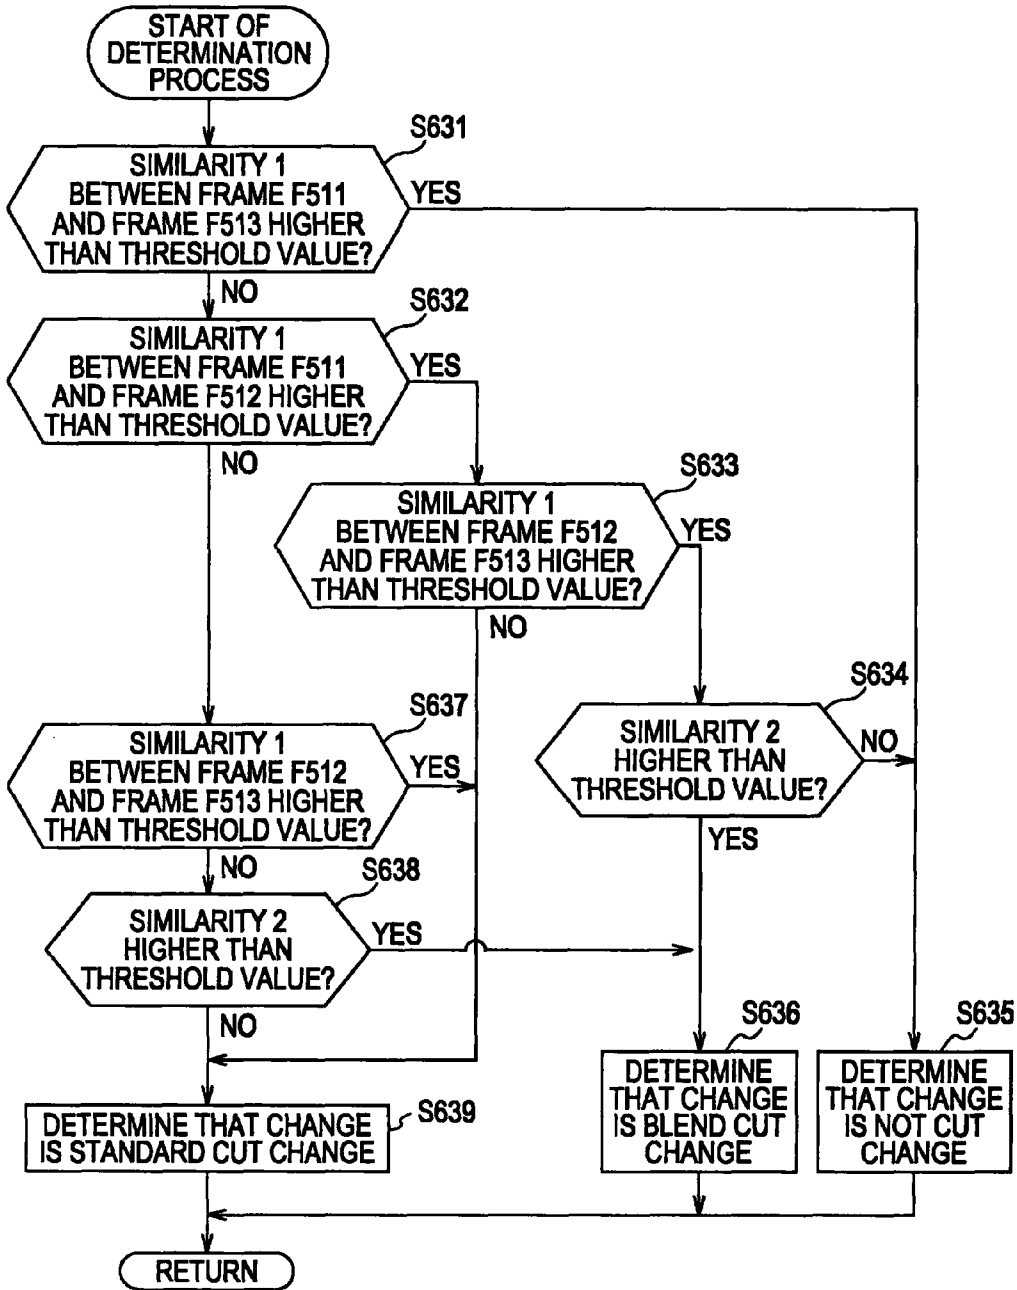 START OF
DETERMINATION
PROCESS
S631
SIMILARITY 1
BETWEEN FRAME F511
AND FRAME F513 HIGHER
THAN THRESHOLD VALUE?
YES
NO
S632
SIMILARITY 1
BETWEEN FRAME F511
AND FRAME F512 HIGHER
THAN THRESHOLD VALUE?
YES
NO
S633
SIMILARITY 1
BETWEEN FRAME F512
AND FRAME F513 HIGHER
THAN THRESHOLD VALUE?
YES
NO
S634
SIMILARITY 2
HIGHER THAN
THRESHOLD VALUE?
NO
YES
S637
SIMILARITY 1
BETWEEN FRAME F512
AND FRAME F513 HIGHER
THAN THRESHOLD VALUE?
YES
NO
S638
SIMILARITY 2
HIGHER THAN
THRESHOLD VALUE?
YES
NO
S636
DETERMINE
THAT CHANGE
IS BLEND CUT
CHANGE
S635
DETERMINE
THAT CHANGE
IS NOT CUT
CHANGE
S639
DETERMINE THAT CHANGE
IS STANDARD CUT CHANGE
RETURN